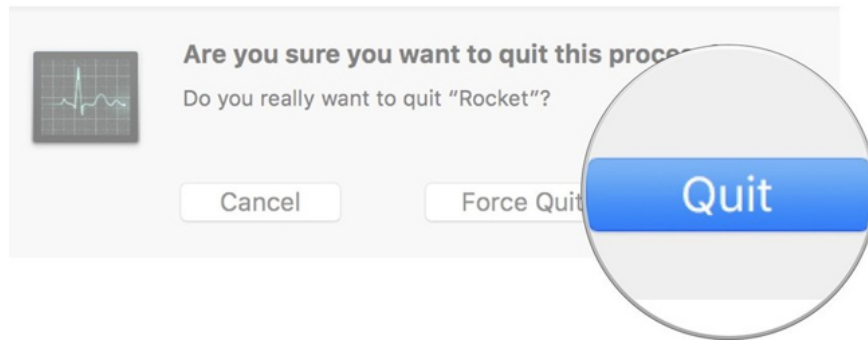 Are you sure you want to quit this process?
Do you really want to quit “Rocket”?
Cancel
Force Quit
Quit